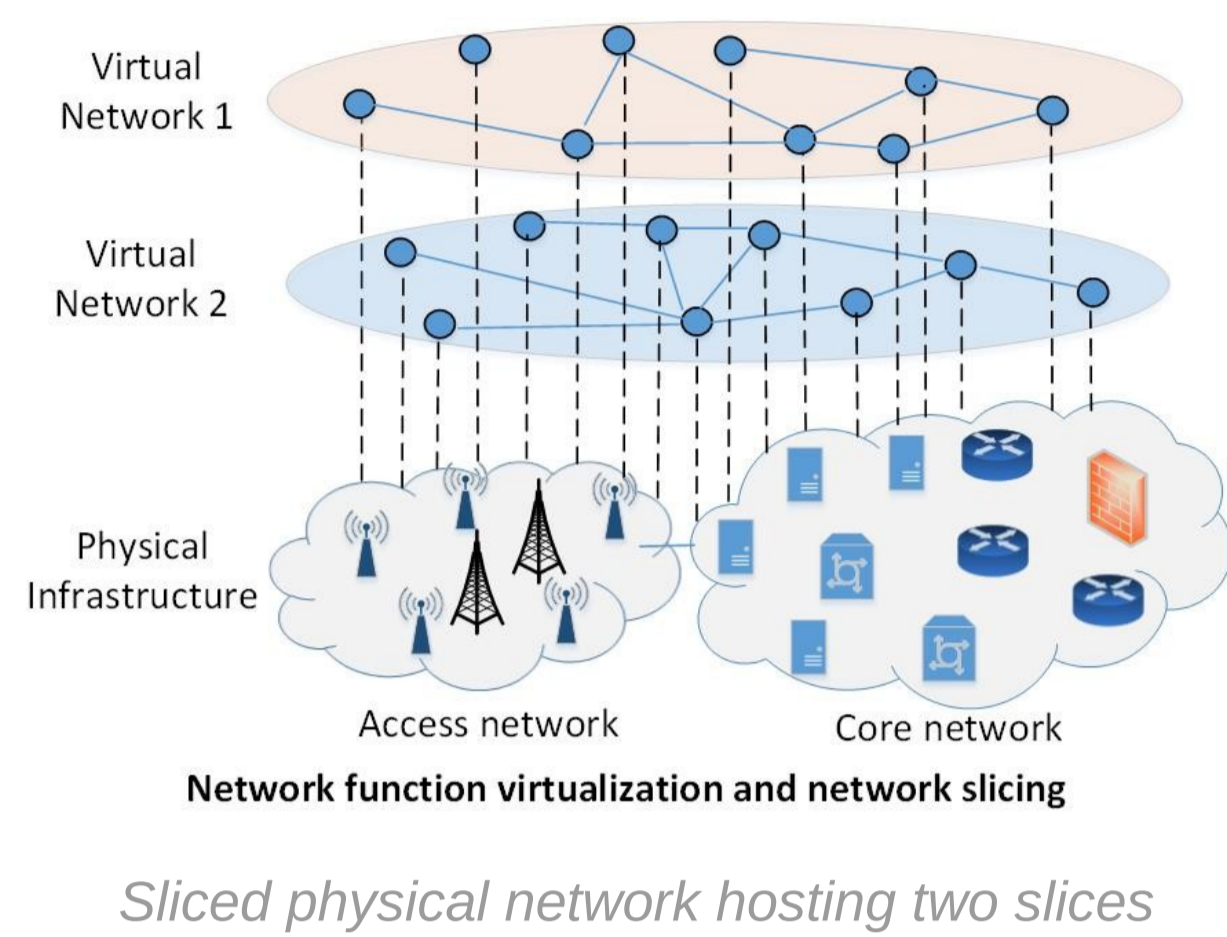 Virtual
Network 1
Virtual
Network 2
Physical
Infrastructure
Access network
Core network
Network function virtualization and network slicing
Sliced physical network hosting two slices